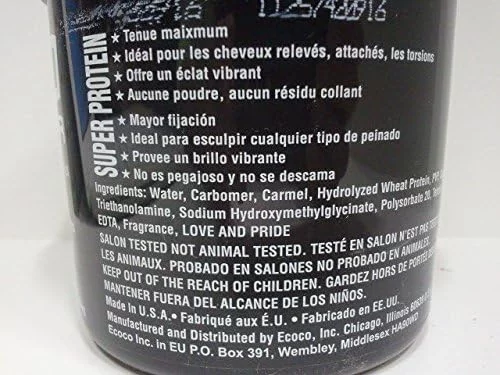 SUPER PROTEIN
★ Tenue maixmum
★ Idéal pour les cheveux relevés, attachés, les torsions
★ Offre un éclat vibrant
★ Aucune poudre, aucun résidu collant
★ Mayor fijación
★ Ideal para esculpir cualquier tipo de peinado
★ Provee un brillo vibrante
★ No es pegajoso y no se descama
Ingredients: Water, Carbomer, Carmel, Hydrolyzed Wheat Protein,
Triethanolamine, Sodium Hydroxymethylglycinate, Polysorbate 20,
EDTA, Fragrance, LOVE AND PRIDE
SALON TESTED NOT ANIMAL TESTED. TESTÉ EN SALON N'EST PAS
LES ANIMAUX. PROBADO EN SALONES NO PROBADO EN ANIMALEX.
KEEP OUT OF THE REACH OF CHILDREN. GARDEZ HORS DE PORTÉE
MANTENER FUERA DEL ALCANCE DE LOS NIÑOS.
Made in U.S.A.• Fabriqué aux É.U. • Fabricado en EE.UU.
Manufactured and Distributed by Ecoco, Inc. Chicago, Illinois
Ecoco Inc. in EU P.O. Box 391, Wembley, Middlesex HA90WD